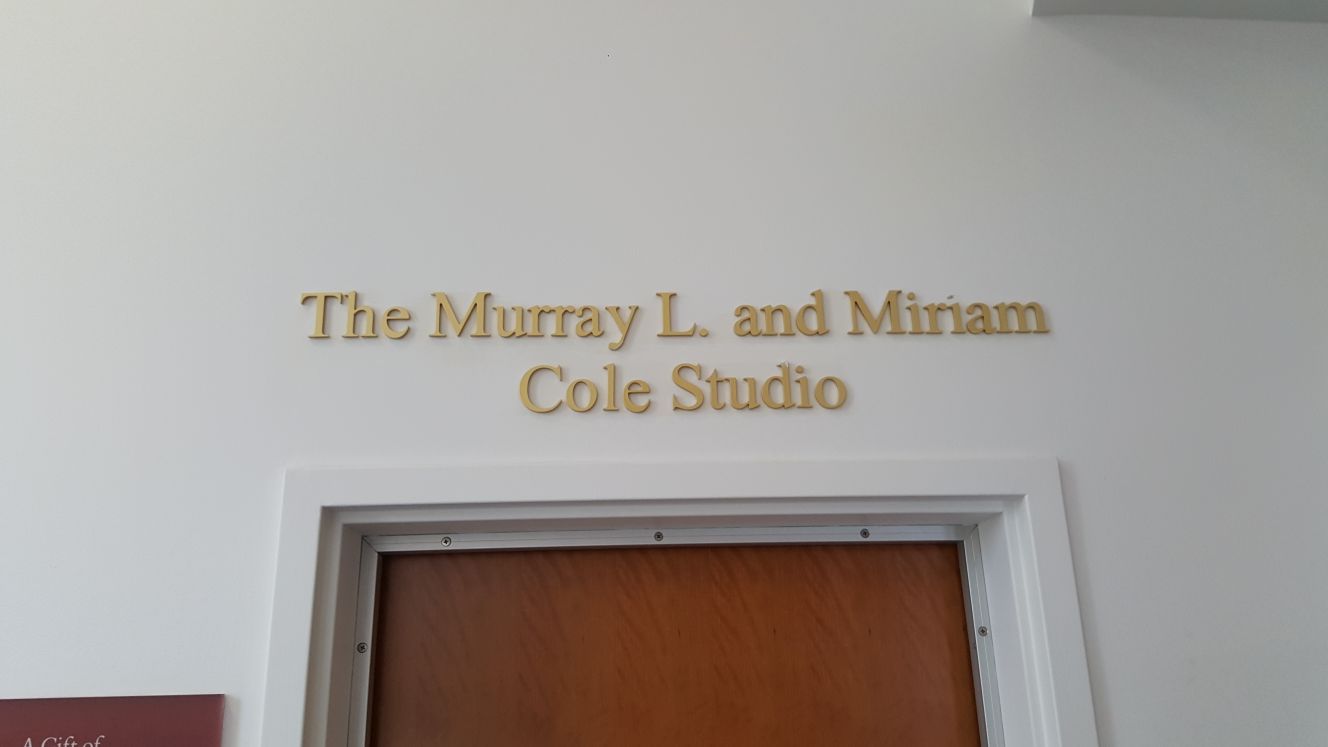 The Murray L. and Miriam
Cole Studio
A Gift of